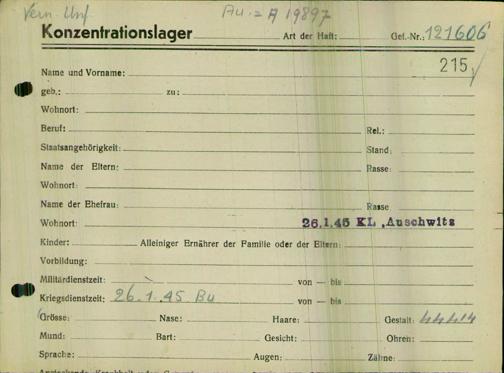 Vern. Unf. Au. = A 19897
Konzentrationslager Art der Haft: Gef.-Nr.: 121606
215
Name und Vorname:
geb.: zu:
Wohnort:
Beruf: Rel.:
Staatsangehörigkeit: Stand:
Name der Eltern: Rasse:
Wohnort:
Name der Ehefrau: Rasse
Wohnort 26.1.45 KL, Auschwitz
Kinder: Alleiniger Ernährer der Familie oder der Eltern:
Vorbildung:
Militärdienstzeit: von — bis
Kriegsdienstzeit: 26.1.45 Bu von — bis
Grösse: Nase: Haare: Gestalt: 44414
Mund: Bart: Gesicht: Ohren:
Sprache: Augen: Zähne: